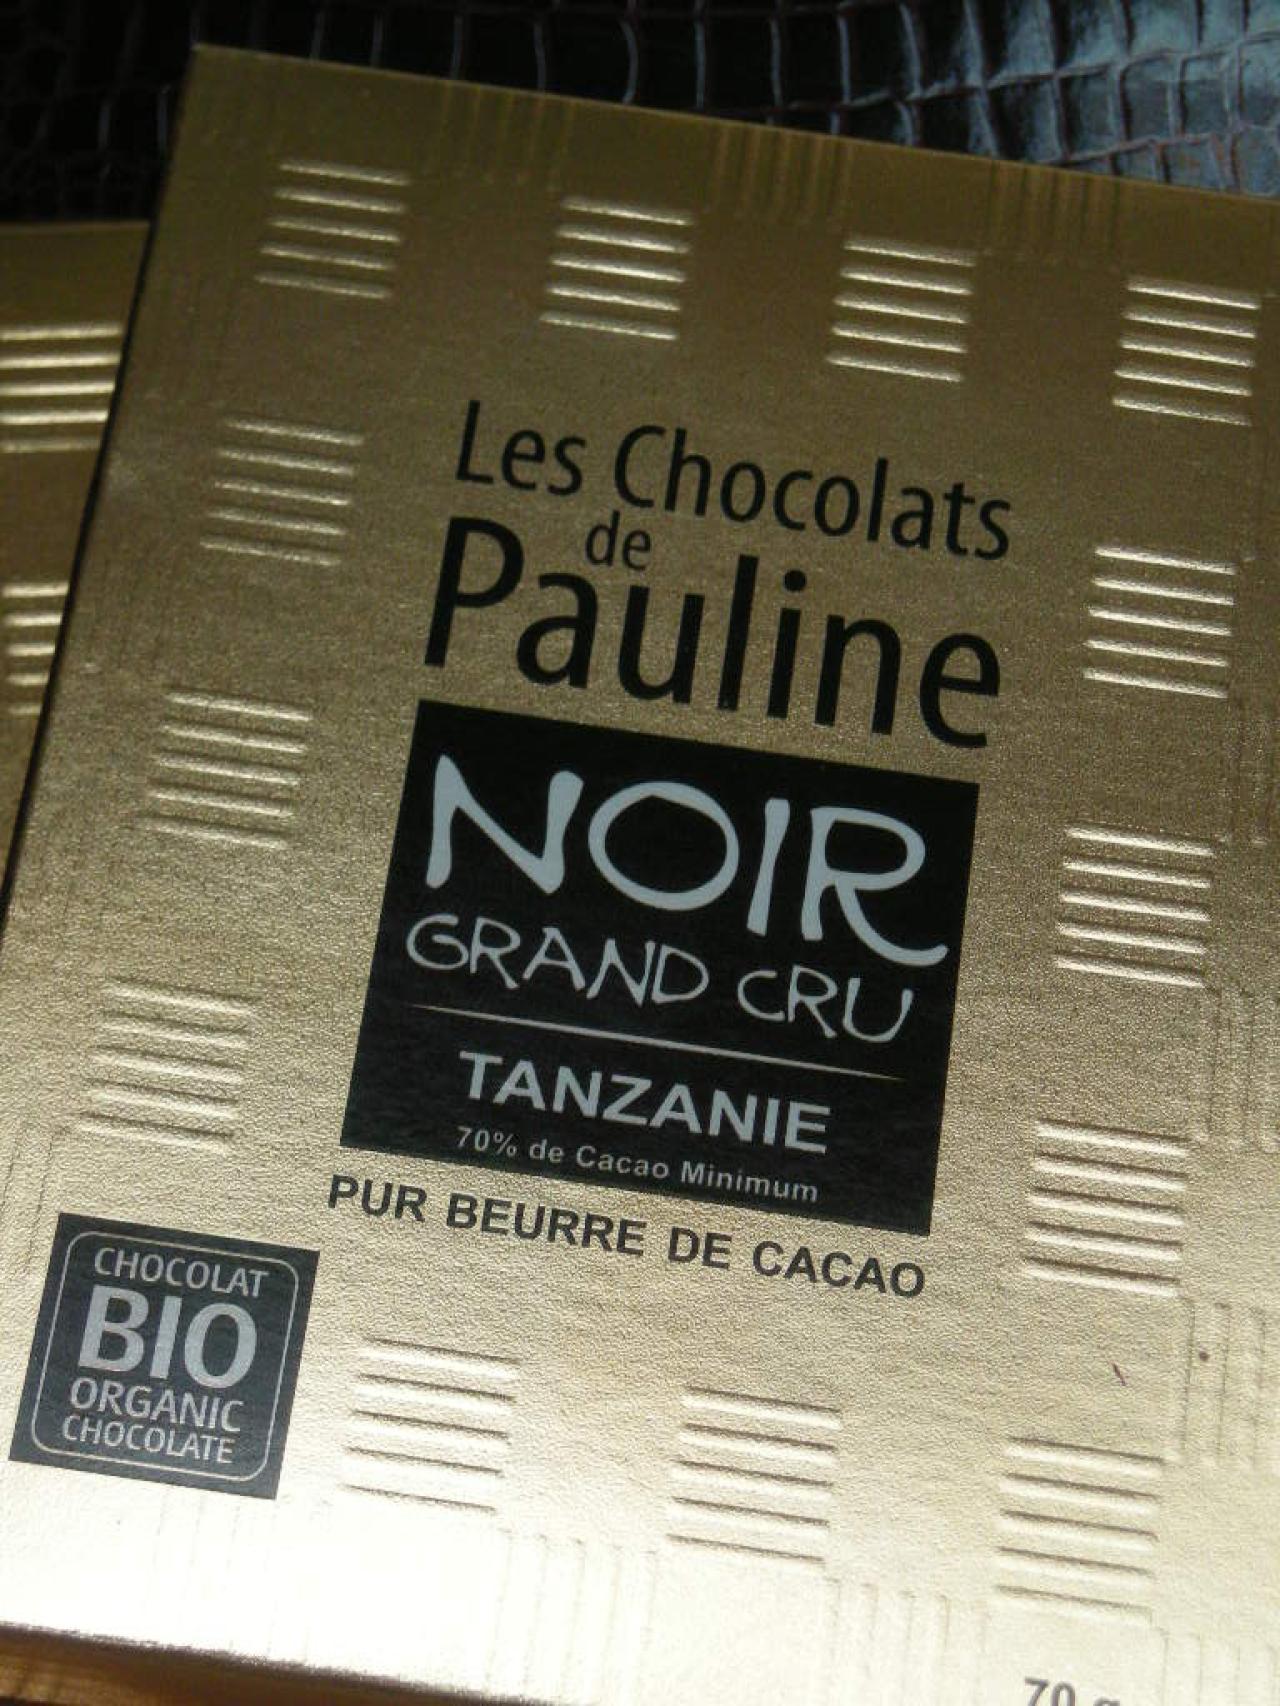 Les Chocolats
de
Pauline
NOIR
GRAND CRU
TANZANIE
70% de Cacao Minimum
PUR BEURRE DE CACAO
CHOCOLAT
BIO
ORGANIC
CHOCOLATE
70 g